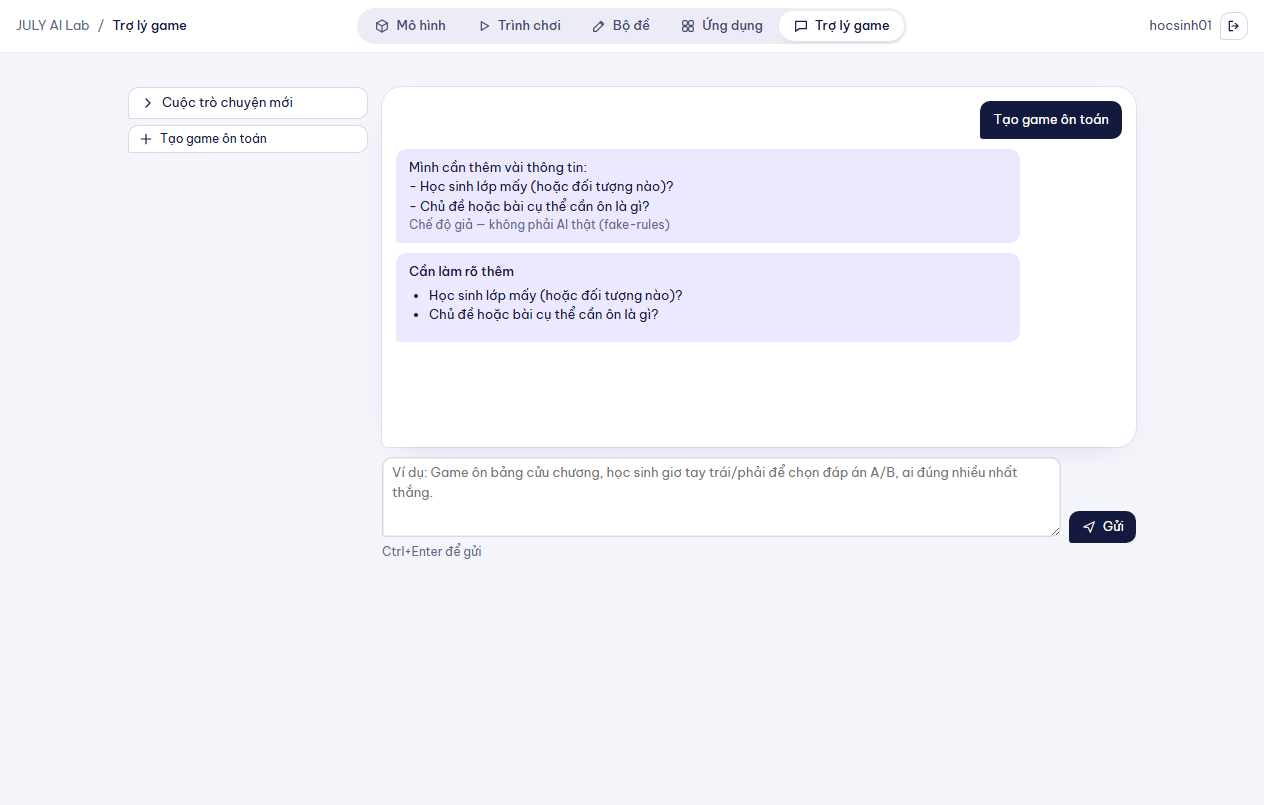 JULY AI Lab / Trợ lý game
Mô hình
Trình chơi
Bộ đề
Ứng dụng
Trợ lý game
hocsinh01
Cuộc trò chuyện mới
Tạo game ôn toán
Tạo game ôn toán
Mình cần thêm vài thông tin:
- Học sinh lớp mấy (hoặc đối tượng nào)?
- Chủ đề hoặc bài cụ thể cần ôn là gì?
Chế độ giả — không phải AI thật (fake-rules)
Cần làm rõ thêm
• Học sinh lớp mấy (hoặc đối tượng nào)?
• Chủ đề hoặc bài cụ thể cần ôn là gì?
Ví dụ: Game ôn bảng cửu chương, học sinh giơ tay trái/phải để chọn đáp án A/B, ai đúng nhiều nhất
thắng.
Gửi
Ctrl+Enter để gửi